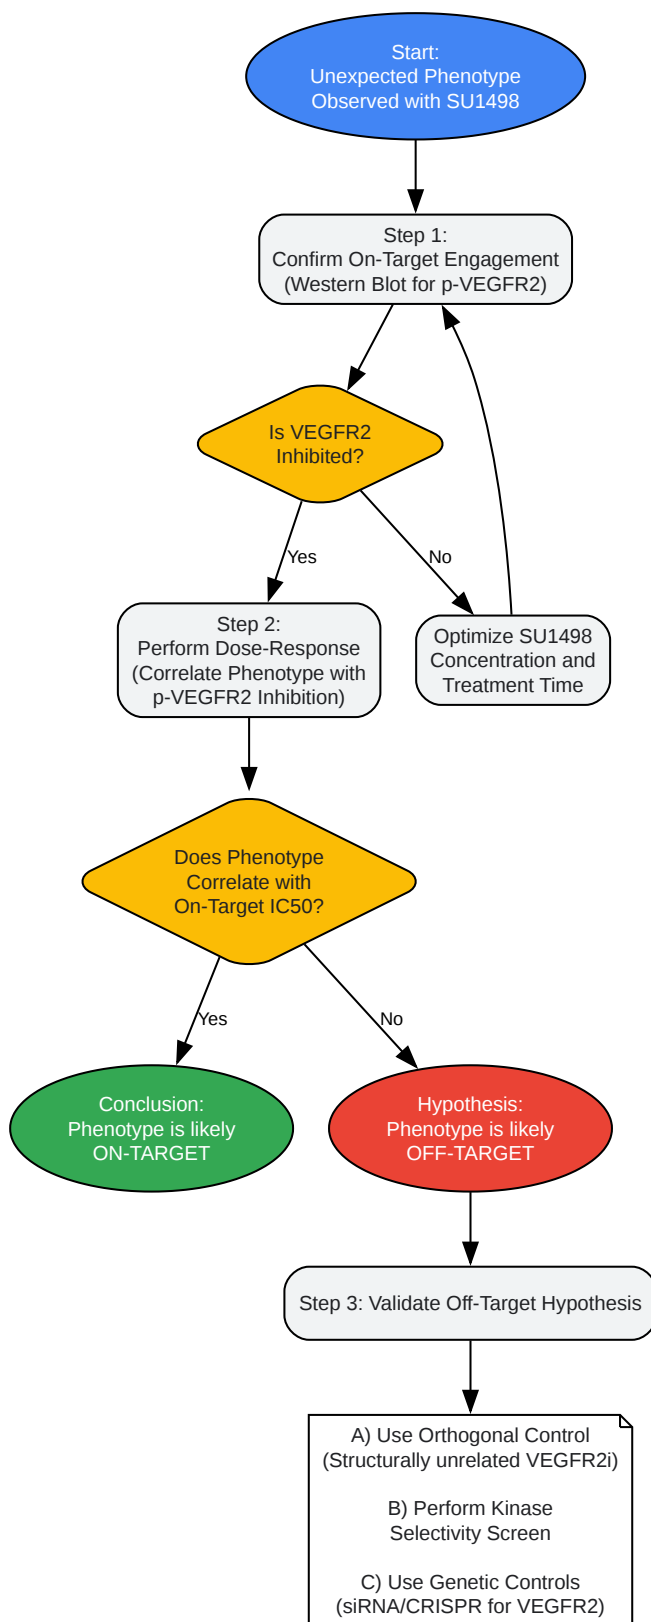 Start:
Unexpected Phenotype
Observed with SU1498
Step 1:
Confirm On-Target Engagement
(Western Blot for p-VEGFR2)
Is VEGFR2
Inhibited?
Yes
No
Step 2:
Perform Dose-Response
(Correlate Phenotype with
p-VEGFR2 Inhibition)
Optimize SU1498
Concentration and
Treatment Time
Does Phenotype
Correlate with
On-Target IC50?
Yes
No
Conclusion:
Phenotype is likely
ON-TARGET
Hypothesis:
Phenotype is likely
OFF-TARGET
Step 3: Validate Off-Target Hypothesis
A) Use Orthogonal Control
(Structurally unrelated VEGFR2i)
B) Perform Kinase
Selectivity Screen
C) Use Genetic Controls
(siRNA/CRISPR for VEGFR2)